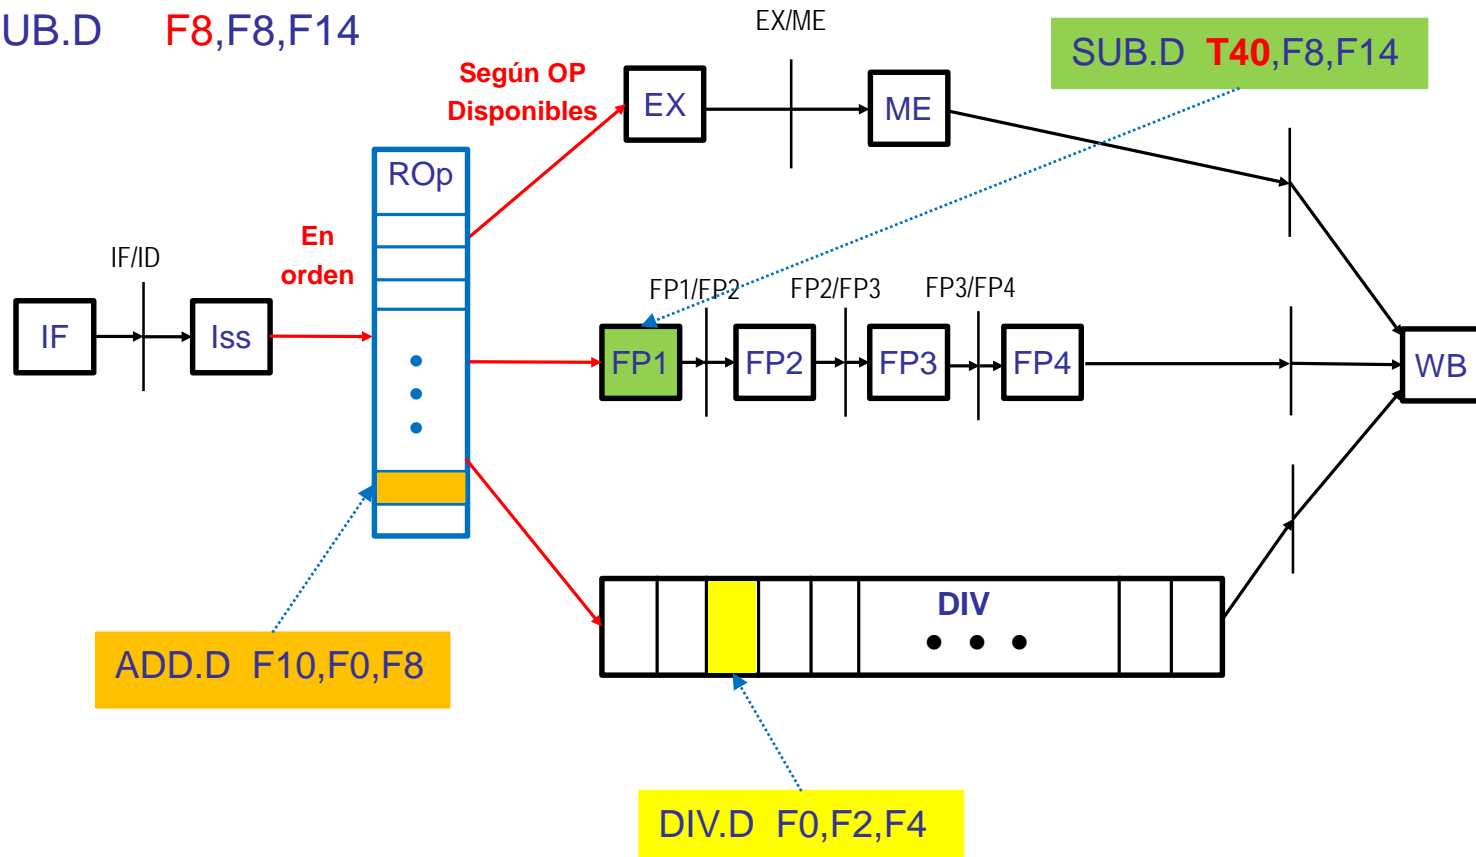 UB.D F8,F8,F14
EX/ME
SUB.D T40,F8,F14
Según OP
Disponibles
EX
ME
ROp
En
orden
IF/ID
FP1/FP2
FP2/FP3
FP3/FP4
IF
Iss
FP1
FP2
FP3
FP4
WB
DIV
ADD.D F10,F0,F8
DIV.D F0,F2,F4